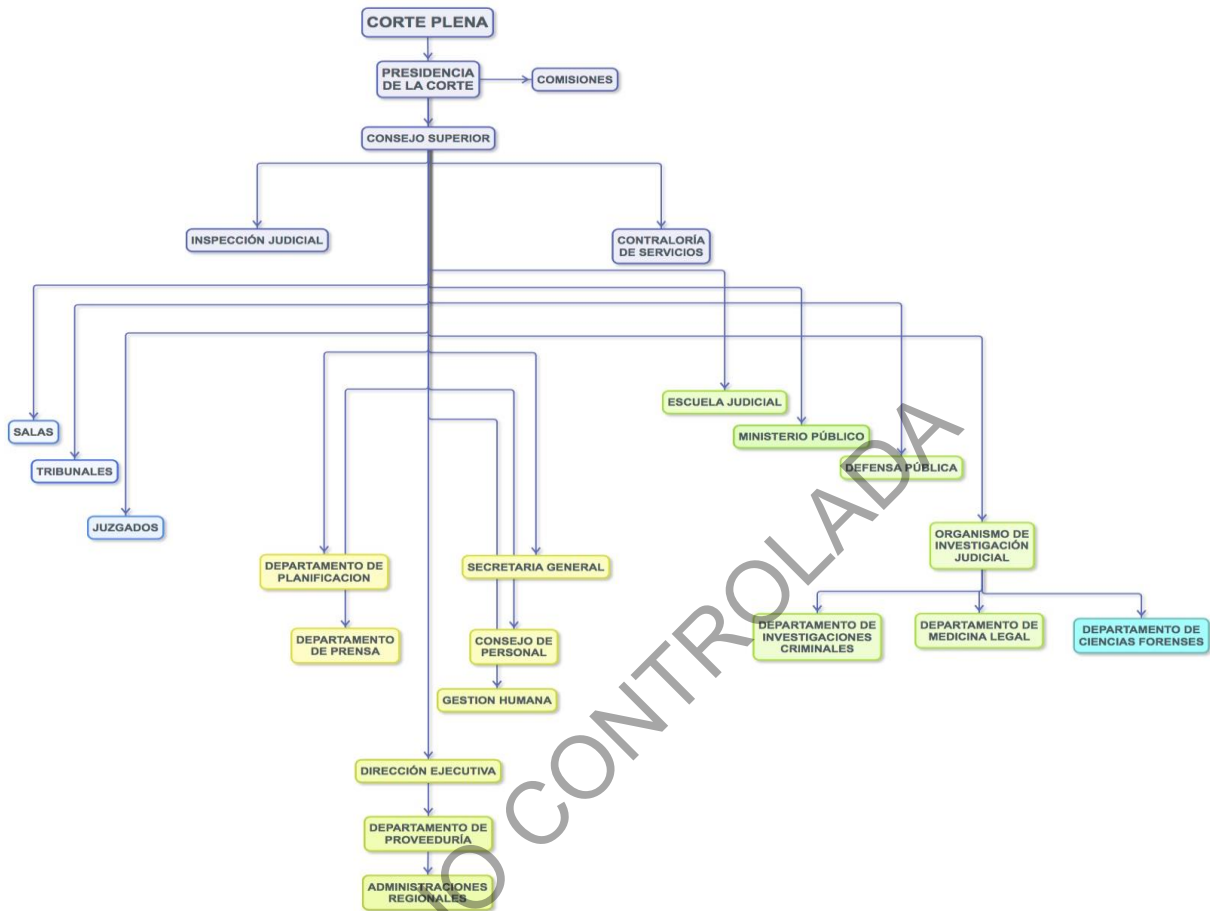 CORTE PLENA
PRESIDENCIA
DE LA CORTE
COMISIONES
CONSEJO SUPERIOR
INSPECCIÓN JUDICIAL
CONTRALORÍA
DE SERVICIOS
ESCUELA JUDICIAL
MINISTERIO PÚBLICO
DEFENSA PÚBLICA
SALAS
TRIBUNALES
JUZGADOS
ORGANISMO DE
INVESTIGACIÓN
JUDICIAL
DEPARTAMENTO DE
PLANIFICACION
SECRETARIA GENERAL
DEPARTAMENTO
DE PRENSA
CONSEJO DE
PERSONAL
GESTION HUMANA
DEPARTAMENTO DE
INVESTIGACIONES
CRIMINALES
DEPARTAMENTO DE
MEDICINA LEGAL
DEPARTAMENTO DE
CIENCIAS FORENSES
DIRECCIÓN EJECUTIVA
DEPARTAMENTO DE
PROVEEDURÍA
ADMINISTRACIONES
REGIONALES
CONTROLADA